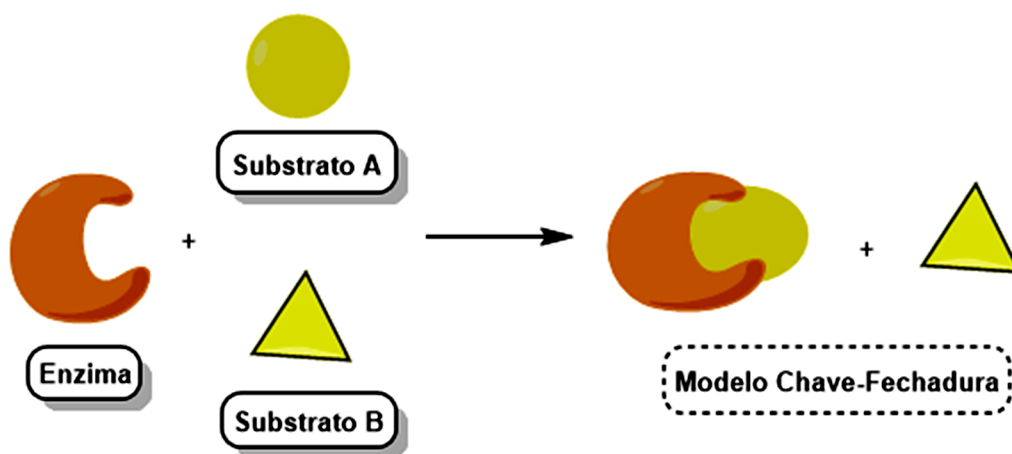 Substrato A
+
+
Enzima
Substrato B
Modelo Chave-Fechadura